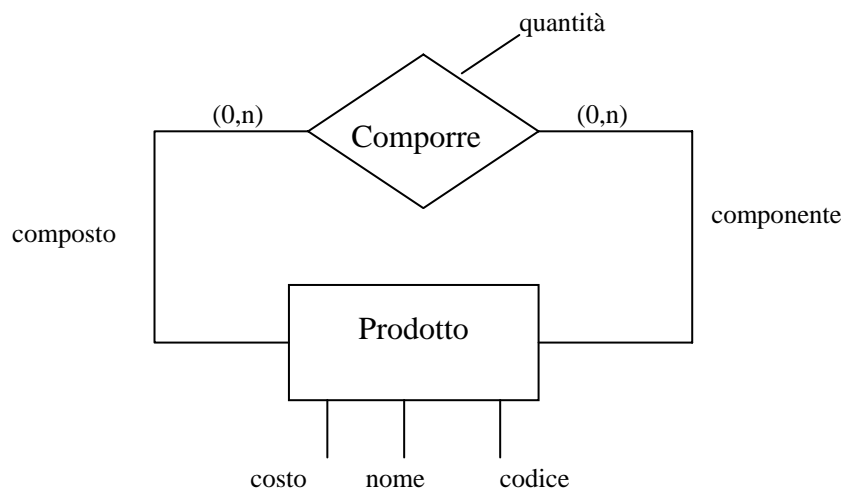 quantità
(0,n)
(0,n)
Comporre
composto
componente
Prodotto
costo
nome
codice